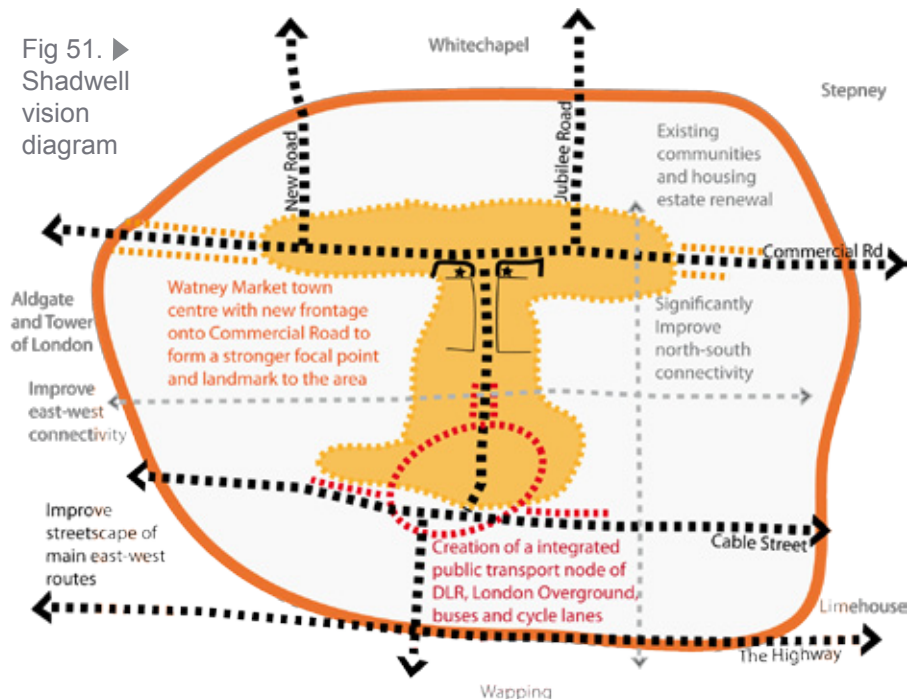 Fig 51. ▶
Shadwell
vision
diagram
Whitechapel
Stepney
New Road
Jubilee Road
Existing
communities
and housing
estate renewal
Commercial Rd
Watney Market town
centre with new frontage
onto Commercial Road to
form a stronger focal point
and landmark to the area
Aldgate
and Tower
of London
Significantly
Improve
north-south
connectivity
Improve
east-west
connectivity
Improve
streetscape of
main east-west
routes
Cable Street
Creation of a integrated
public transport node of
DLR, London Overground,
buses and cycle lanes
Limehouse
The Highway
Wapping